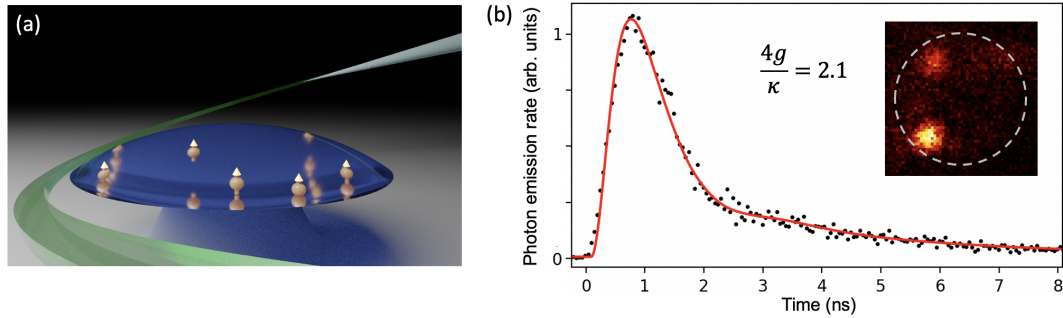 (a)
(b)
Photon emission rate (arb. units)
1
0
4g
κ
= 2.1
0 1 2 3 4 5 6 7 8
Time (ns)